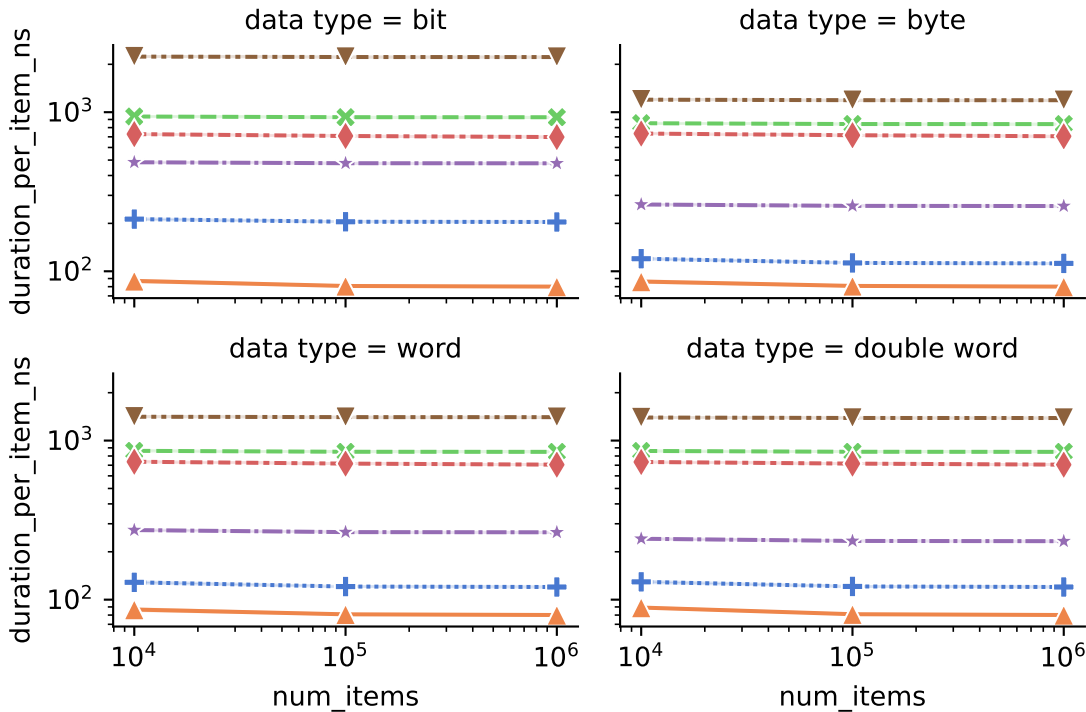 data type = bit
data type = byte
duration_per_item_ns
10³
10²
data type = word
data type = double word
duration_per_item_ns
10³
10²
10⁴
10⁵
10⁶
10⁴
10⁵
10⁶
num_items
num_items